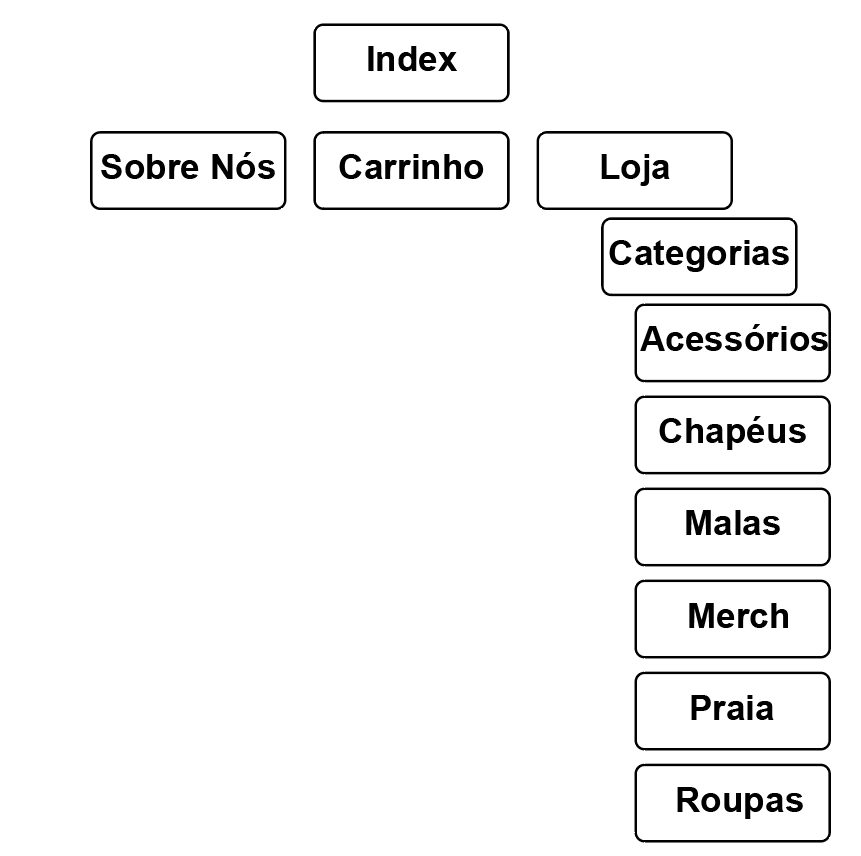 Index
Sobre Nós
Carrinho
Loja
Categorias
Acessórios
Chapéus
Malas
Merch
Praia
Roupas